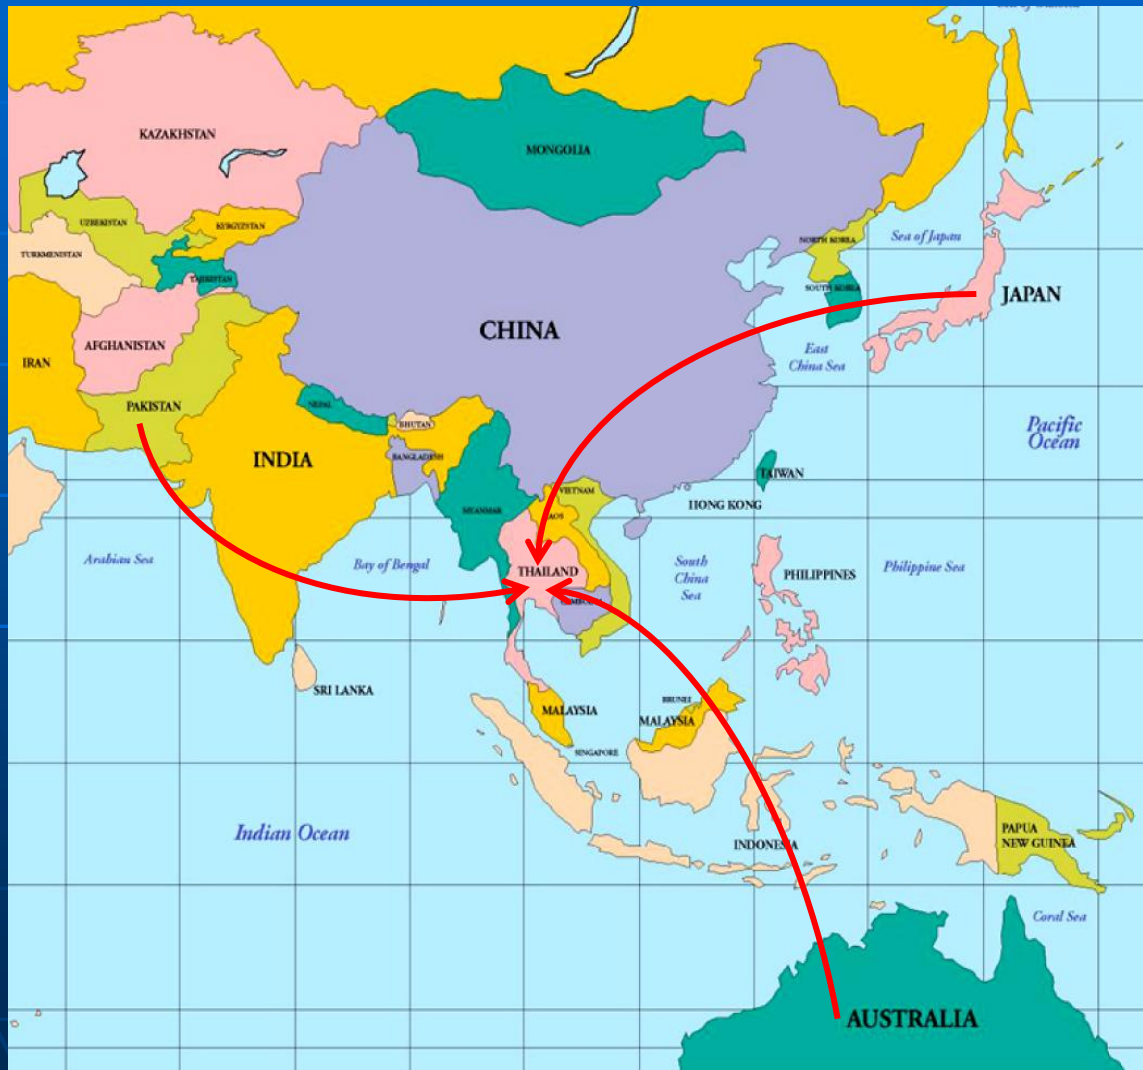 KAZAKHSTAN
MONGOLIA
UZBEKISTAN
KYRGYZSTAN
TURKMENISTAN
TAJIKISTAN
NORTH KOREA
Sea of Japan
SOUTH KOREA
JAPAN
CHINA
AFGHANISTAN
IRAN
East
China Sea
PAKISTAN
NEPAL
BHUTAN
Pacific
Ocean
INDIA
BANGLADESH
TAIWAN
VIETNAM
HONG KONG
MYANMAR
Arabian Sea
Bay of Bengal
THAILAND
South
China
Sea
PHILIPPINES
Philippine Sea
SRI LANKA
MALAYSIA
BRUNEI
MALAYSIA
SINGAPORE
Indian Ocean
INDONESIA
PAPUA
NEW GUINEA
Coral Sea
AUSTRALIA